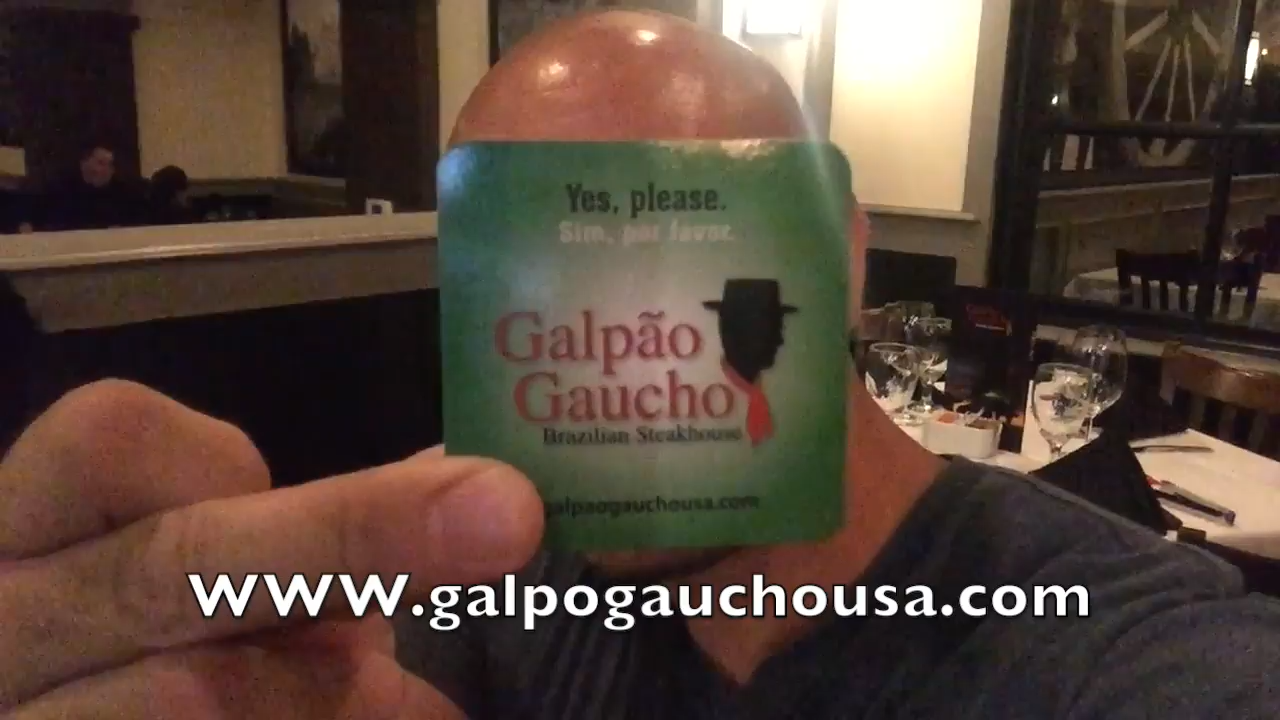 Yes, please.
Sim, por favor.
Galpão
Gaucho
Brazilian Steakhouse
galpaogauchousa.com
WWW.galpogauchousa.com